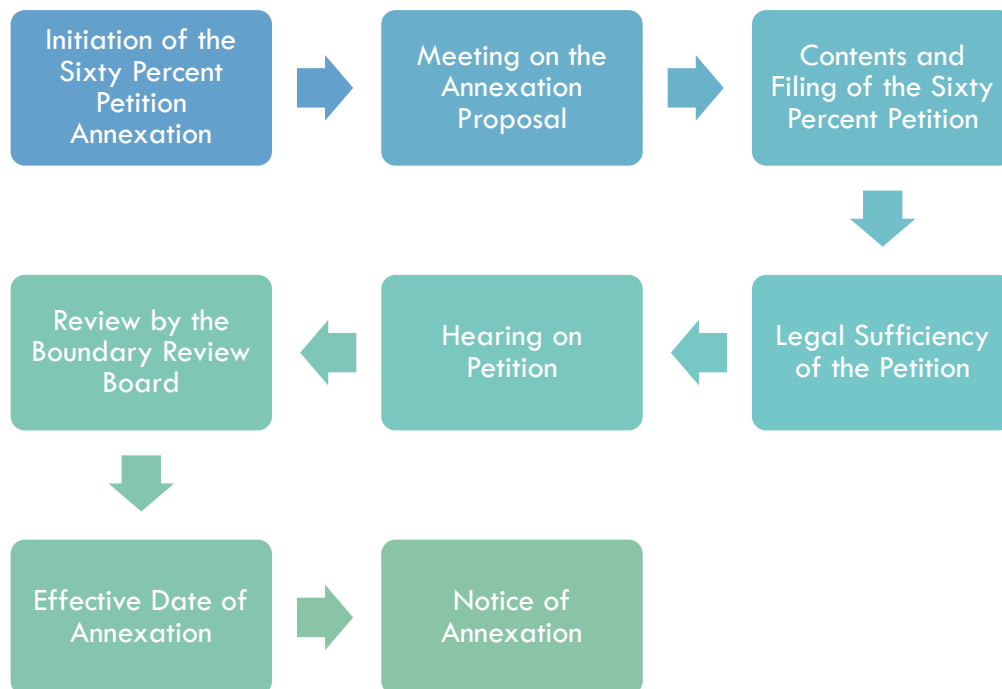 Initiation of the
Sixty Percent
Petition
Annexation
Meeting on the
Annexation
Proposal
Contents and
Filing of the Sixty
Percent Petition
Legal Sufficiency
of the Petition
Hearing on
Petition
Review by the
Boundary Review
Board
Effective Date of
Annexation
Notice of
Annexation